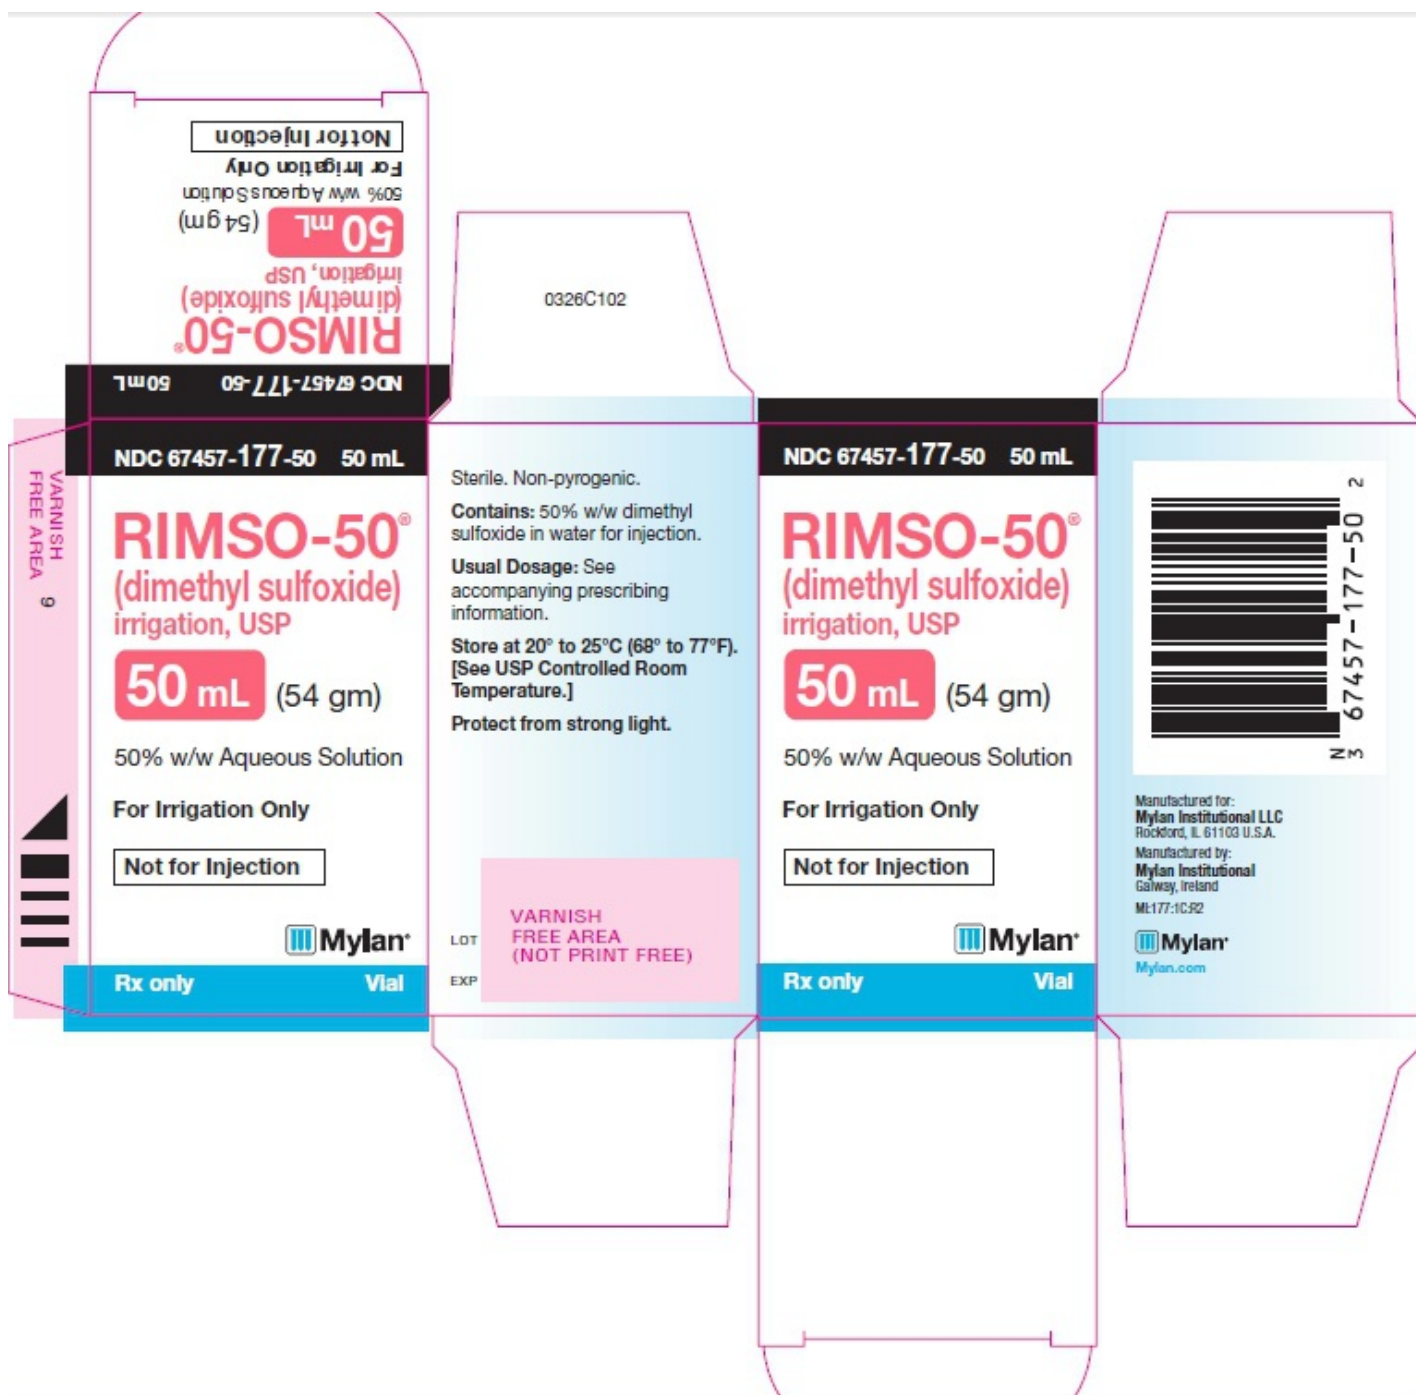 Not for Injection
For Irrigation Only
50% w/w Aqueous Solution
50 mL (54 gm)
irrigation, USP
(dimethyl sulfoxide)
RIMSO-50®
NDC 67457-177-50 50 mL
0326C102
VARNISH
FREE AREA
9
NDC 67457-177-50 50 mL
RIMSO-50®
(dimethyl sulfoxide)
irrigation, USP
50 mL (54 gm)
50% w/w Aqueous Solution
For Irrigation Only
Not for Injection
Mylan®
Rx only Vial
Sterile. Non-pyrogenic.
Contains: 50% w/w dimethyl
sulfoxide in water for injection.
Usual Dosage: See
accompanying prescribing
information.
Store at 20° to 25°C (68° to 77°F).
[See USP Controlled Room
Temperature.]
Protect from strong light.
VARNISH
FREE AREA
(NOT PRINT FREE)
LOT
EXP
NDC 67457-177-50 50 mL
RIMSO-50®
(dimethyl sulfoxide)
irrigation, USP
50 mL (54 gm)
50% w/w Aqueous Solution
For Irrigation Only
Not for Injection
Mylan®
Rx only Vial
N
3 67457-177-50 2
Manufactured for:
Mylan Institutional LLC
Rockford, IL 61103 U.S.A.
Manufactured by:
Mylan Institutional
Galway, Ireland
MI:177:1C:R2
Mylan®
Mylan.com